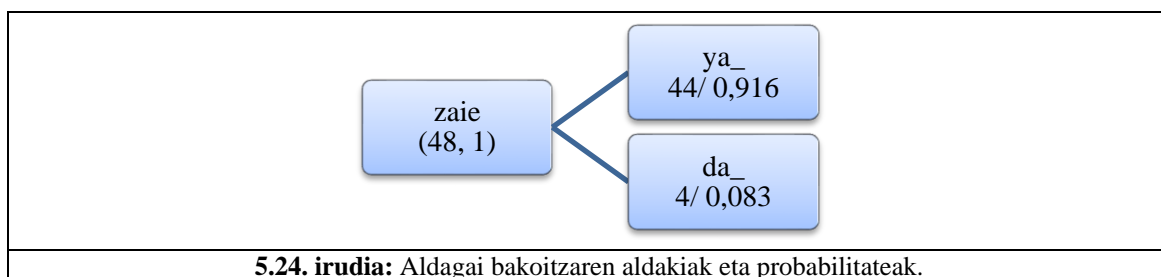 zaie
(48, 1)
ya_
44/ 0,916
da_
4/ 0,083
5.24. irudia: Aldagai bakoitzaren aldakiak eta probabilitateak.